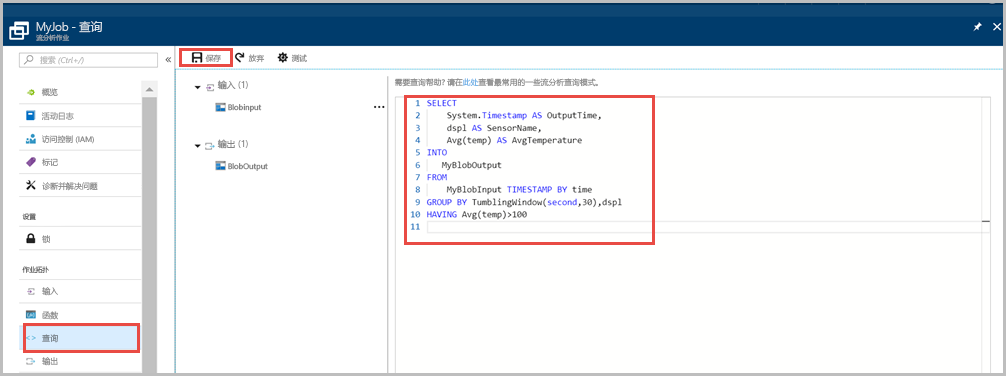 MyJob - 查询
流分析作业
搜索 (Ctrl+/)
概览
活动日志
访问控制 (IAM)
标记
诊断并解决问题
设置
锁
作业拓扑
输入
函数
查询
输出
保存 放弃 测试
输入 (1)
Blobinput
输出 (1)
BlobOutput
需要查询帮助? 请在此处查看最常用的一些流分析查询模式。
1 SELECT
2 System.Timestamp AS OutputTime,
3 dspl AS SensorName,
4 Avg(temp) AS AvgTemperature
5 INTO
6 MyBlobOutput
7 FROM
8 MyBlobInput TIMESTAMP BY time
9 GROUP BY TumblingWindow(second,30),dspl
10 HAVING Avg(temp)>100
11